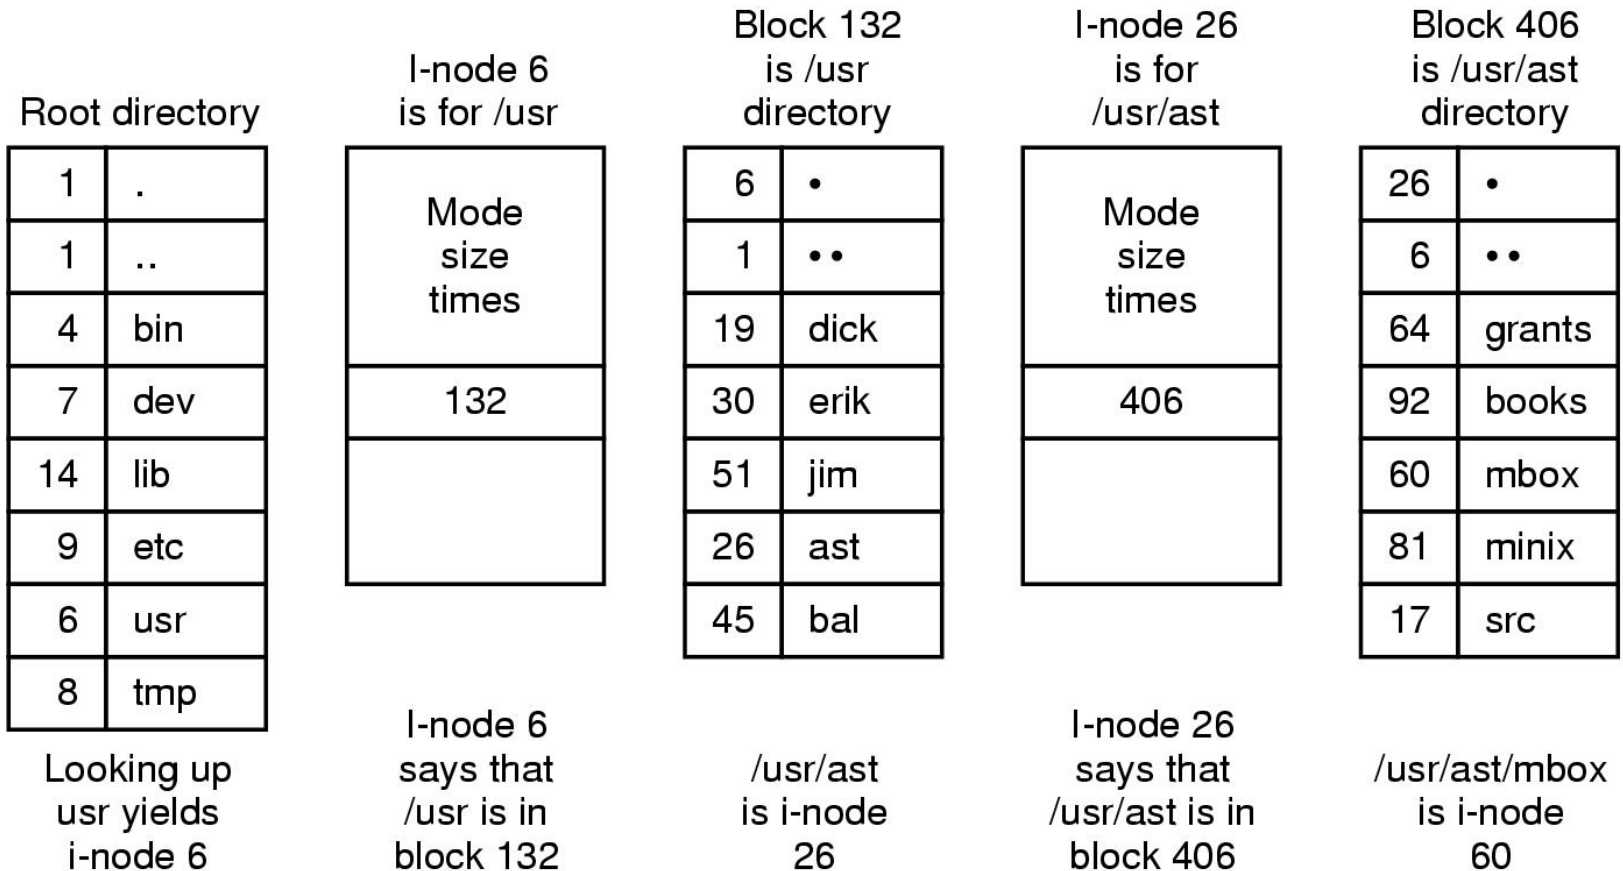 Root directory
1 .
1 ..
4 bin
7 dev
14 lib
9 etc
6 usr
8 tmp
Looking up
usr yields
i-node 6
I-node 6
is for /usr
Mode
size
times
132
I-node 6
says that
/usr is in
block 132
Block 132
is /usr
directory
6 •
1 ••
19 dick
30 erik
51 jim
26 ast
45 bal
/usr/ast
is i-node
26
I-node 26
is for
/usr/ast
Mode
size
times
406
I-node 26
says that
/usr/ast is in
block 406
Block 406
is /usr/ast
directory
26 •
6 ••
64 grants
92 books
60 mbox
81 minix
17 src
/usr/ast/mbox
is i-node
60